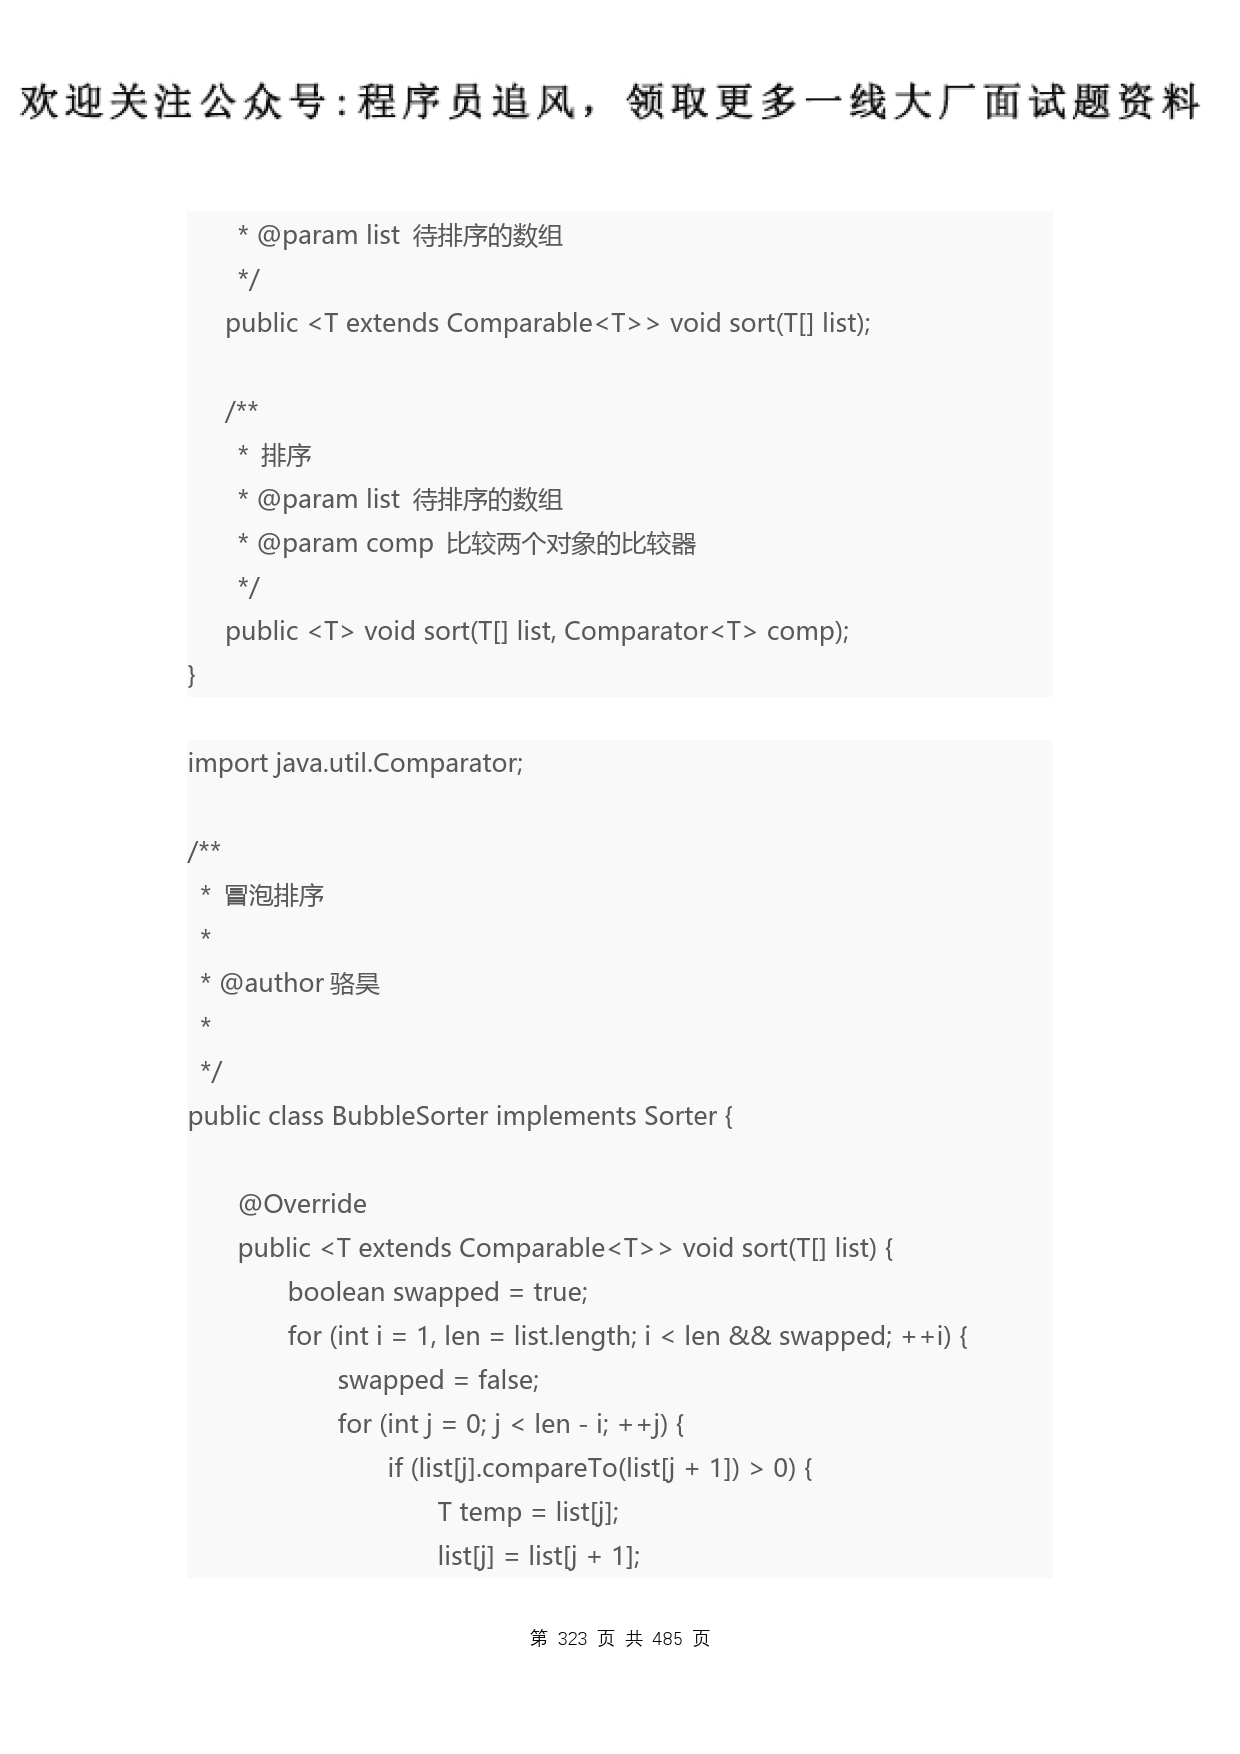 欢迎关注公众号:程序员追风，领取更多一线大厂面试题资料
* @param list 待排序的数组
*/
public <T extends Comparable<T>> void sort(T[] list);
/**
* 排序
* @param list 待排序的数组
* @param comp 比较两个对象的比较器
*/
public <T> void sort(T[] list, Comparator<T> comp);
}
import java.util.Comparator;
/**
* 冒泡排序
*
* @author 骆昊
*
*/
public class BubbleSorter implements Sorter {
@Override
public <T extends Comparable<T>> void sort(T[] list) {
boolean swapped = true;
for (int i = 1, len = list.length; i < len && swapped; ++i) {
swapped = false;
for (int j = 0; j < len - i; ++j) {
if (list[j].compareTo(list[j + 1]) > 0) {
T temp = list[j];
list[j] = list[j + 1];
第 323 页 共 485 页